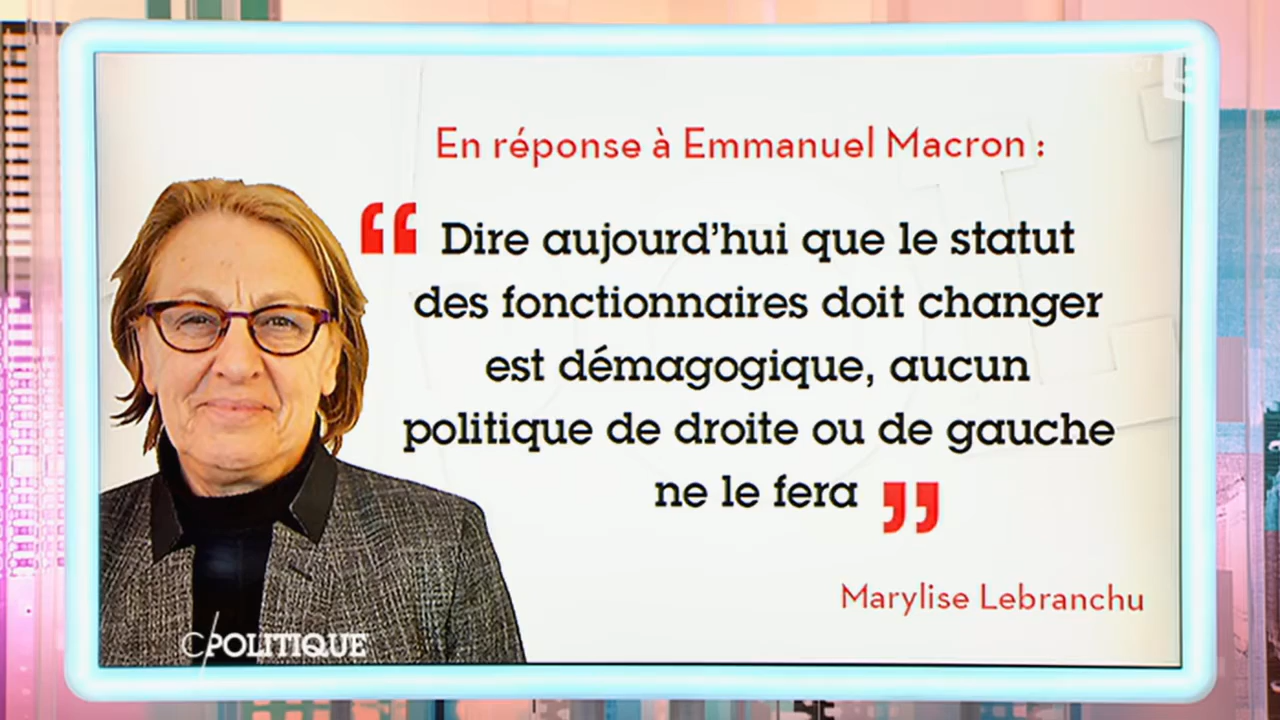 En réponse à Emmanuel Macron :
“ Dire aujourd’hui que le statut
des fonctionnaires doit changer
est démagogique, aucun
politique de droite ou de gauche
ne le fera ”
Marylise Lebranchu
C/POLITIQUE
5